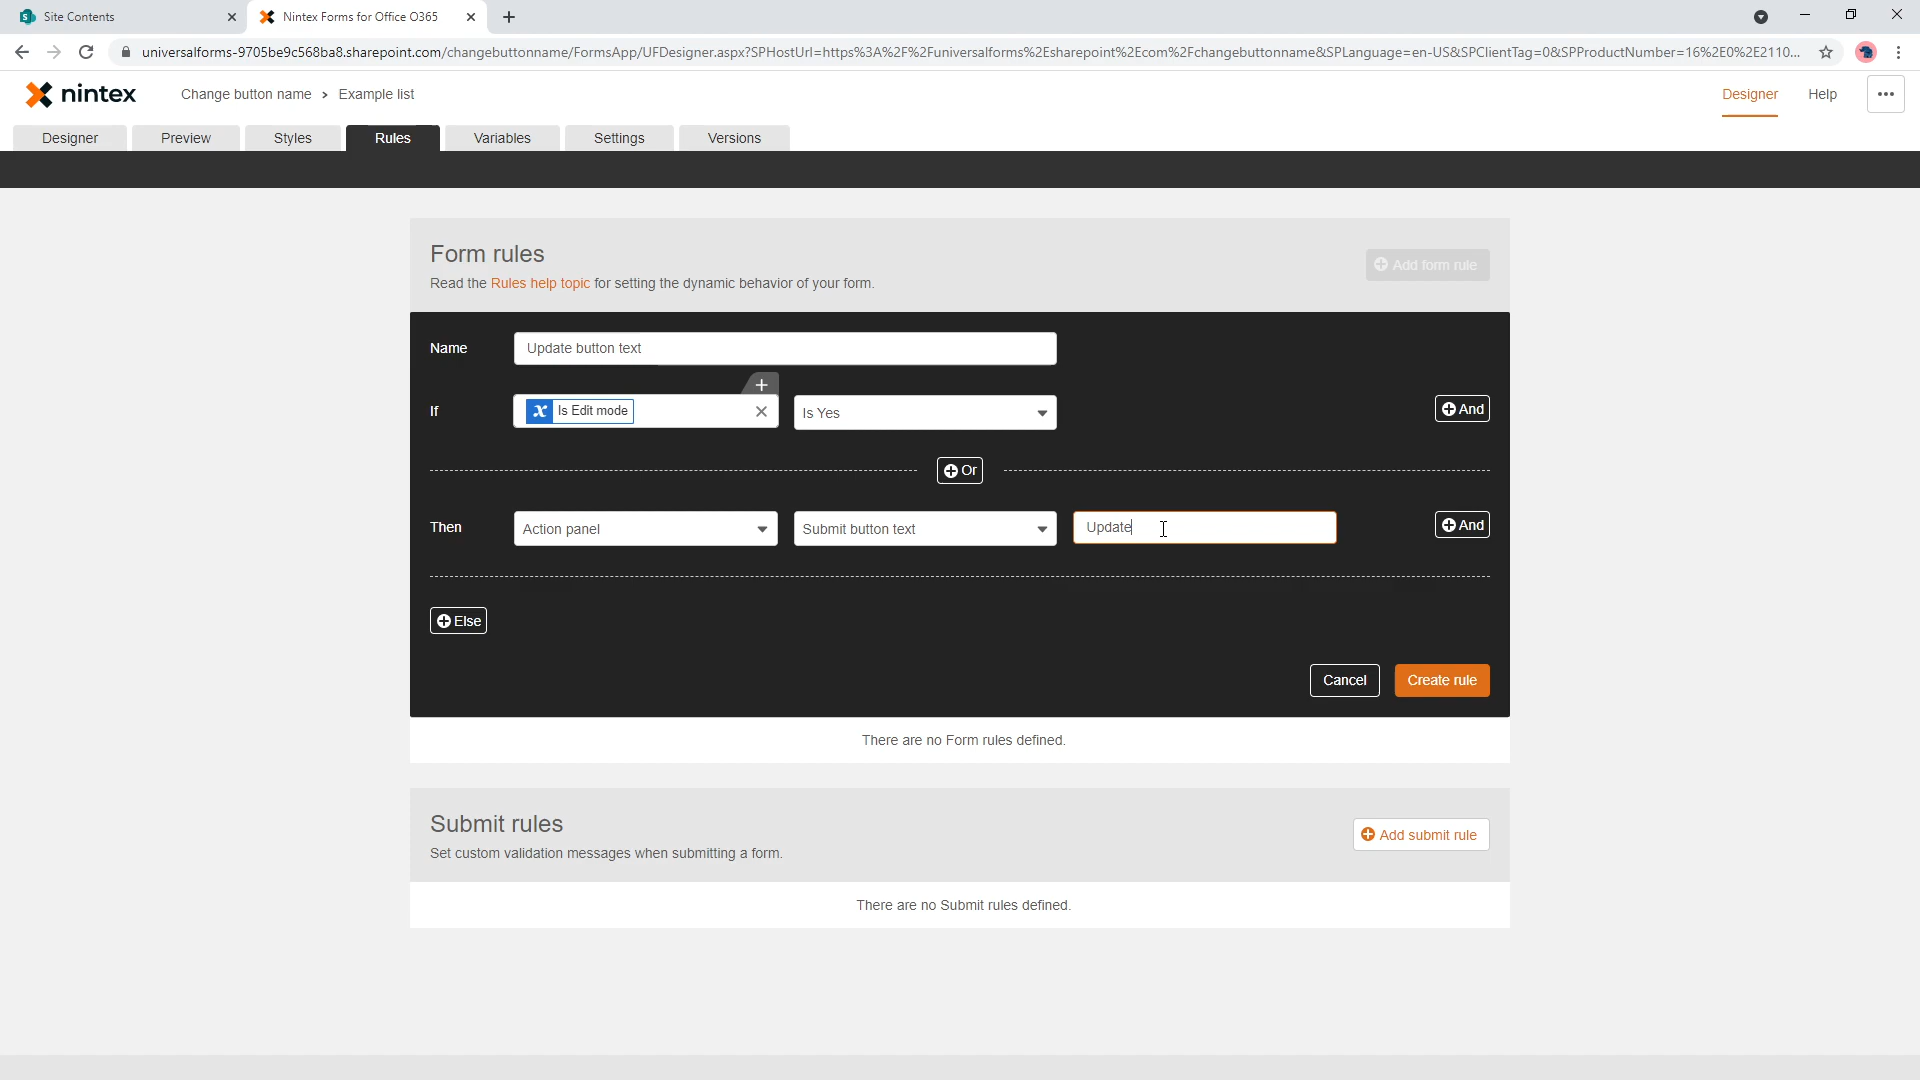 Site Contents
Nintex Forms for Office O365
universalforms-9705be9c568ba8.sharepoint.com/changebuttonname/FormsApp/UFDesigner.aspx?SPHostUrl=https%3A%2F%2Funiversalforms%2Esharepoint%2Ecom%2Fchangebuttonname&SPLanguage=en-US&SPClientTag=0&SPProductNumber=16%2E0%2E2110...
nintex Change button name > Example list Designer Help
Designer Preview Styles Rules Variables Settings Versions
Form rules
Add form rule
Read the Rules help topic for setting the dynamic behavior of your form.
Name Update button text
If Is Edit mode Is Yes And
Or
Then Action panel Submit button text Update And
Else
Cancel Create rule
There are no Form rules defined.
Submit rules
Add submit rule
Set custom validation messages when submitting a form.
There are no Submit rules defined.